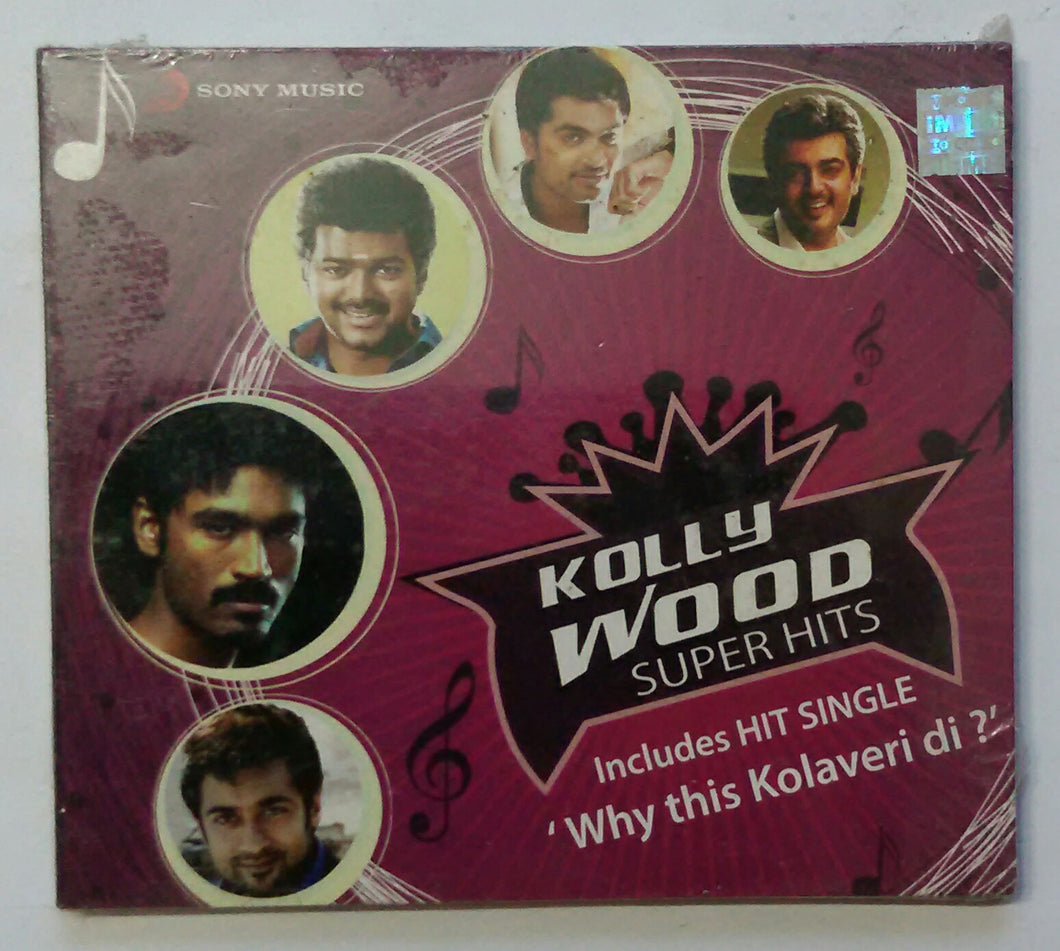 SONY MUSIC
KOLLY
WOOD
SUPER HITS
Includes HIT SINGLE
‘ Why this Kolaveri di ?’